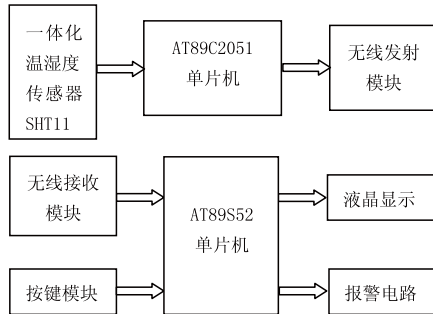 一体化
温湿度
传感器
SHT11
AT89C2051
单片机
无线发射
模块
无线接收
模块
按键模块
AT89S52
单片机
液晶显示
报警电路